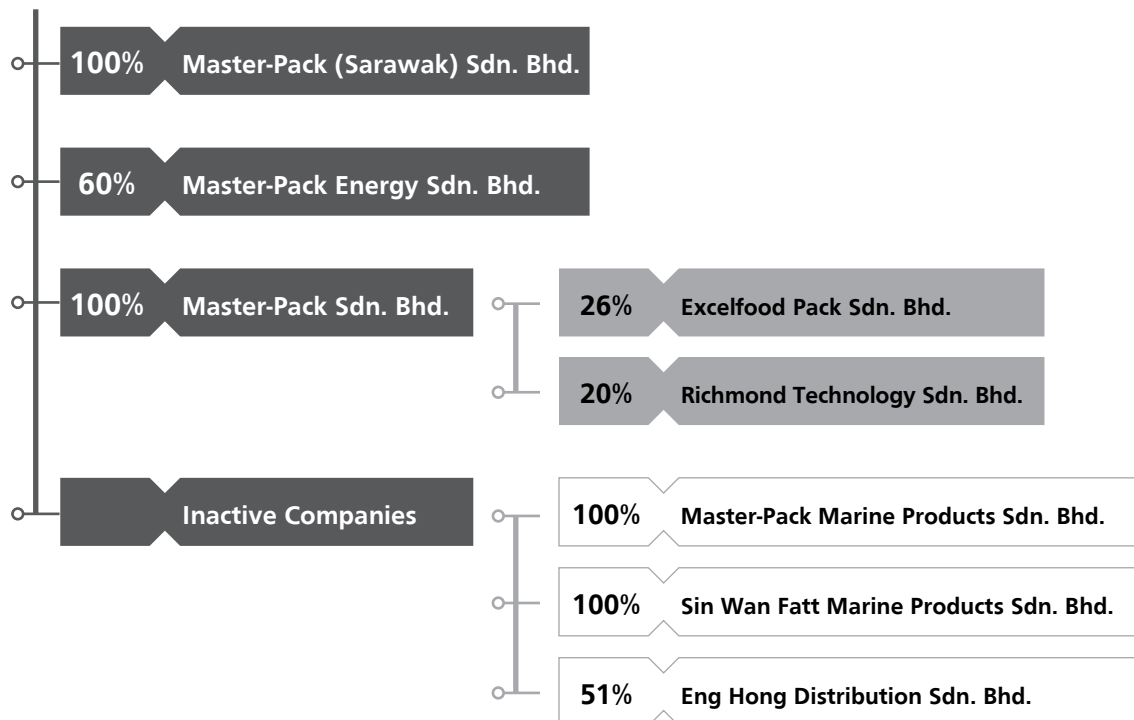 100% Master-Pack (Sarawak) Sdn. Bhd.
60% Master-Pack Energy Sdn. Bhd.
100% Master-Pack Sdn. Bhd.
26% Excelfood Pack Sdn. Bhd.
20% Richmond Technology Sdn. Bhd.
Inactive Companies
100% Master-Pack Marine Products Sdn. Bhd.
100% Sin Wan Fatt Marine Products Sdn. Bhd.
51% Eng Hong Distribution Sdn. Bhd.